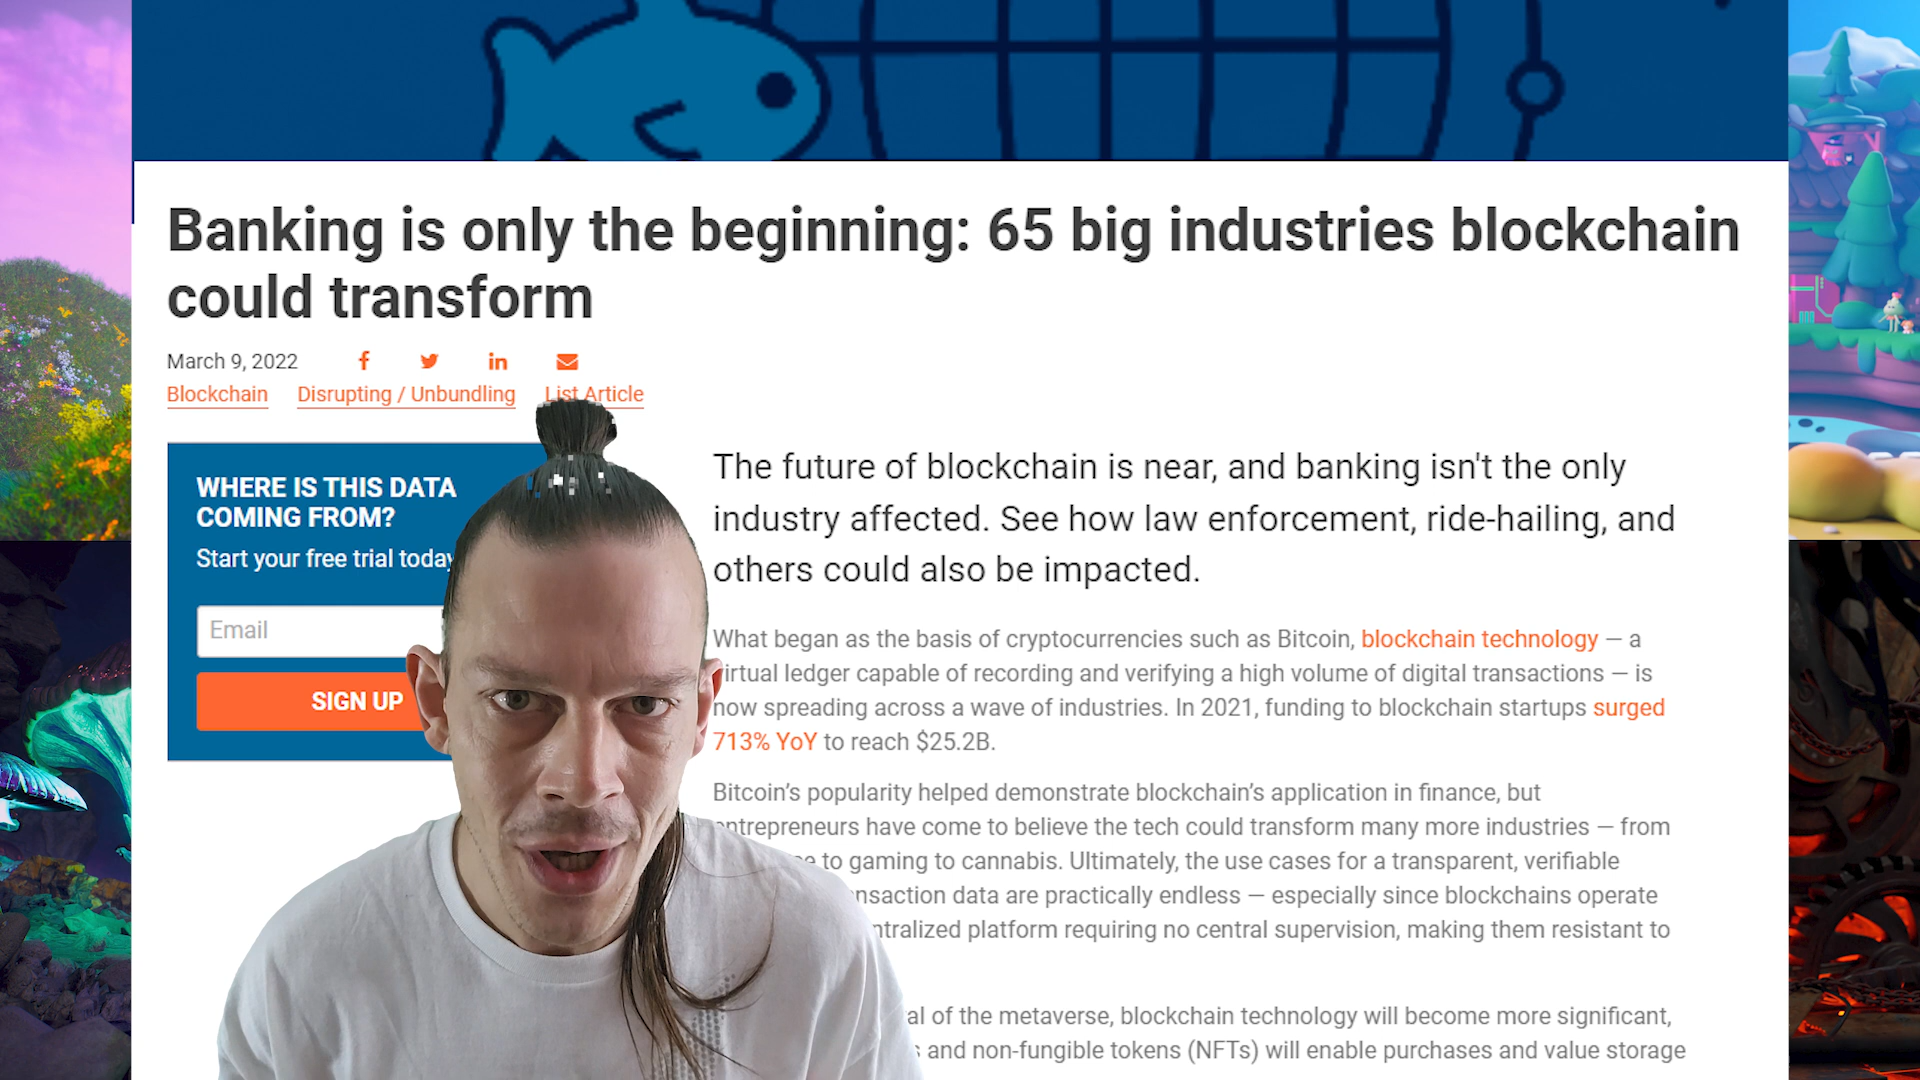 Banking is only the beginning: 65 big industries blockchain
could transform
March 9, 2022
Blockchain Disrupting / Unbundling List Article
WHERE IS THIS DATA
COMING FROM?
Start your free trial today
Email
SIGN UP
The future of blockchain is near, and banking isn't the only
industry affected. See how law enforcement, ride-hailing, and
others could also be impacted.
What began as the basis of cryptocurrencies such as Bitcoin, blockchain technology — a
virtual ledger capable of recording and verifying a high volume of digital transactions — is
now spreading across a wave of industries. In 2021, funding to blockchain startups surged
713% YoY to reach $25.2B.
Bitcoin's popularity helped demonstrate blockchain's application in finance, but
entrepreneurs have come to believe the tech could transform many more industries — from
to gaming to cannabis. Ultimately, the use cases for a transparent, verifiable
data are practically endless — especially since blockchains operate
platform requiring no central supervision, making them resistant to
of the metaverse, blockchain technology will become more significant,
and non-fungible tokens (NFTs) will enable purchases and value storage